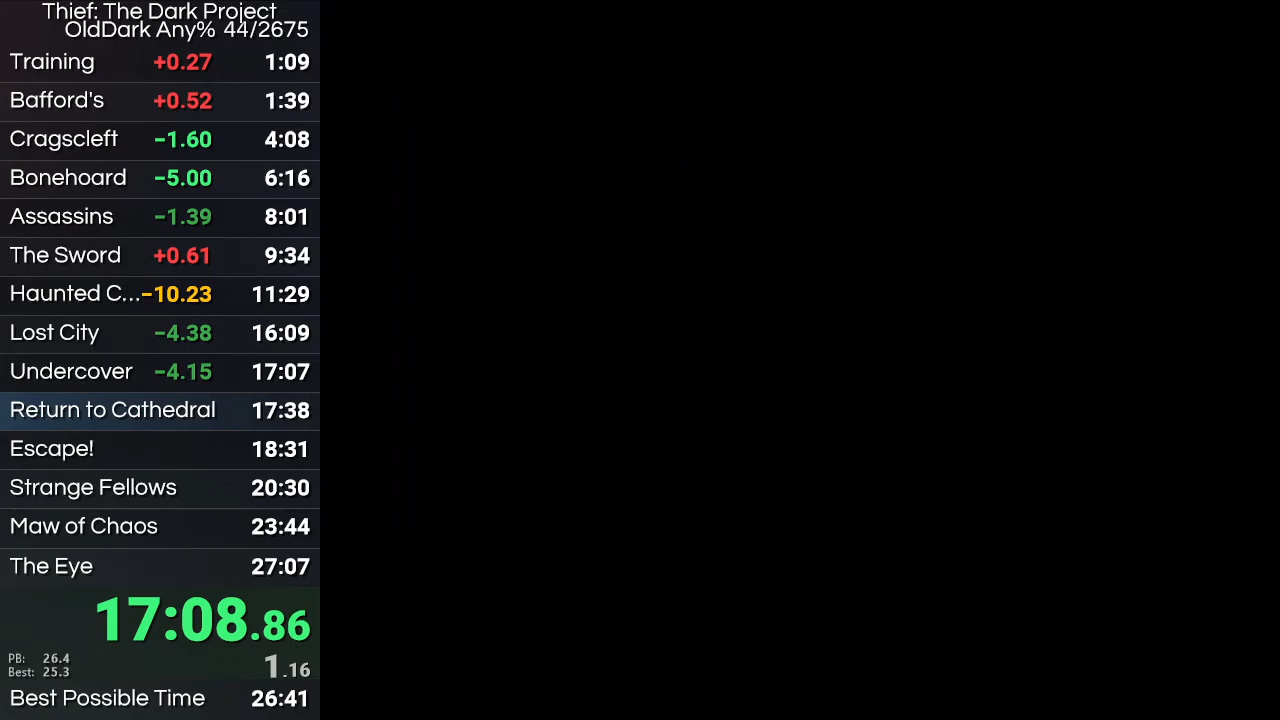 Thief: The Dark Project
OldDark Any% 44/2675
Training +0.27 1:09
Bafford's +0.52 1:39
Cragscleft −1.60 4:08
Bonehoard −5.00 6:16
Assassins −1.39 8:01
The Sword +0.61 9:34
Haunted C... −10.23 11:29
Lost City −4.38 16:09
Undercover −4.15 17:07
Return to Cathedral 17:38
Escape! 18:31
Strange Fellows 20:30
Maw of Chaos 23:44
The Eye 27:07
17:08.86
PB: 26.4
Best: 25.3
1.16
Best Possible Time 26:41